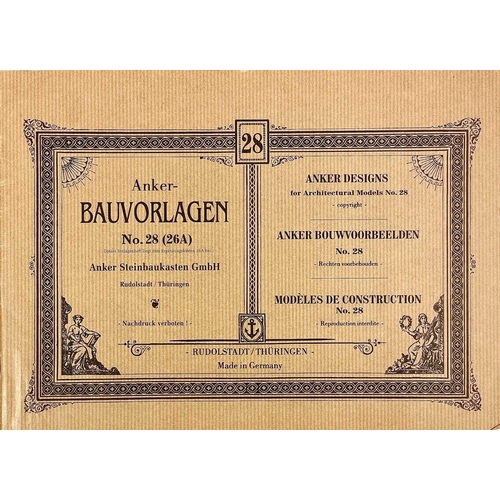 28
Anker-
BAUVORLAGEN
No. 28 (26A)
Anker Steinbaukasten GmbH
Rudolstadt / Thüringen
- Nachdruck verboten ! -
ANKER DESIGNS
for Architectural Models No. 28
- copyright -
ANKER BOUWVOORBEELDEN
No. 28
- Rechten voorbehouden -
MODÈLES DE CONSTRUCTION
No. 28
Reproduction interdite -
- RUDOLSTADT / THÜRINGEN -
Made in Germany